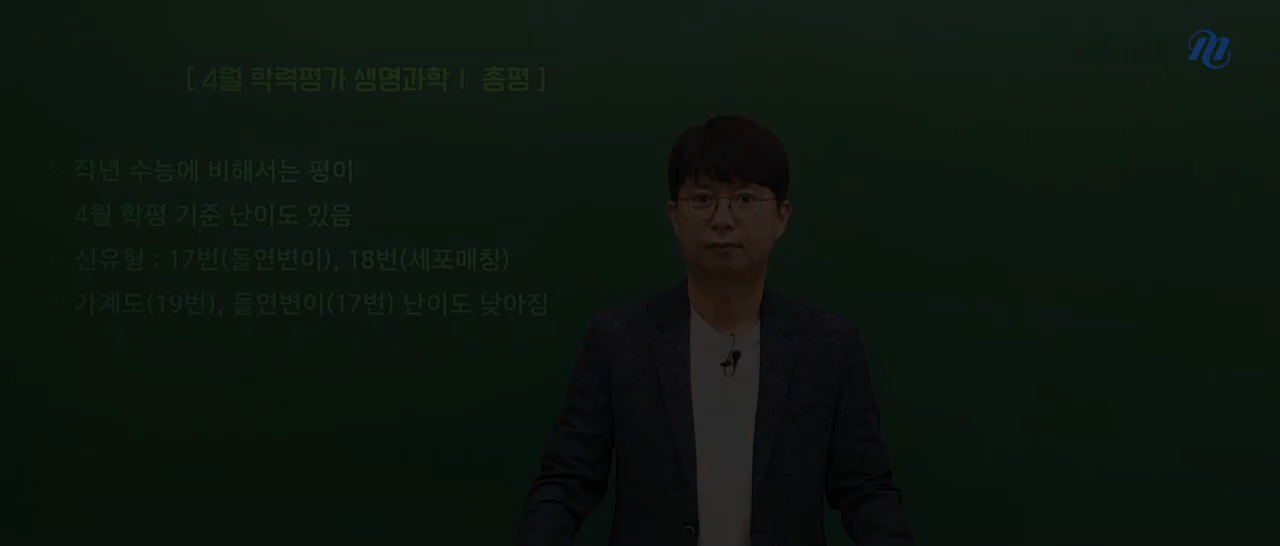 [ 4월 학력평가 생명과학Ⅰ 총평 ]
작년 수능에 비해서는 평이
4월 학평 기준 난이도 있음
신유형 : 17번(돌연변이), 18번(세포매칭)
가계도(19번), 돌연변이(17번) 난이도 낮아짐